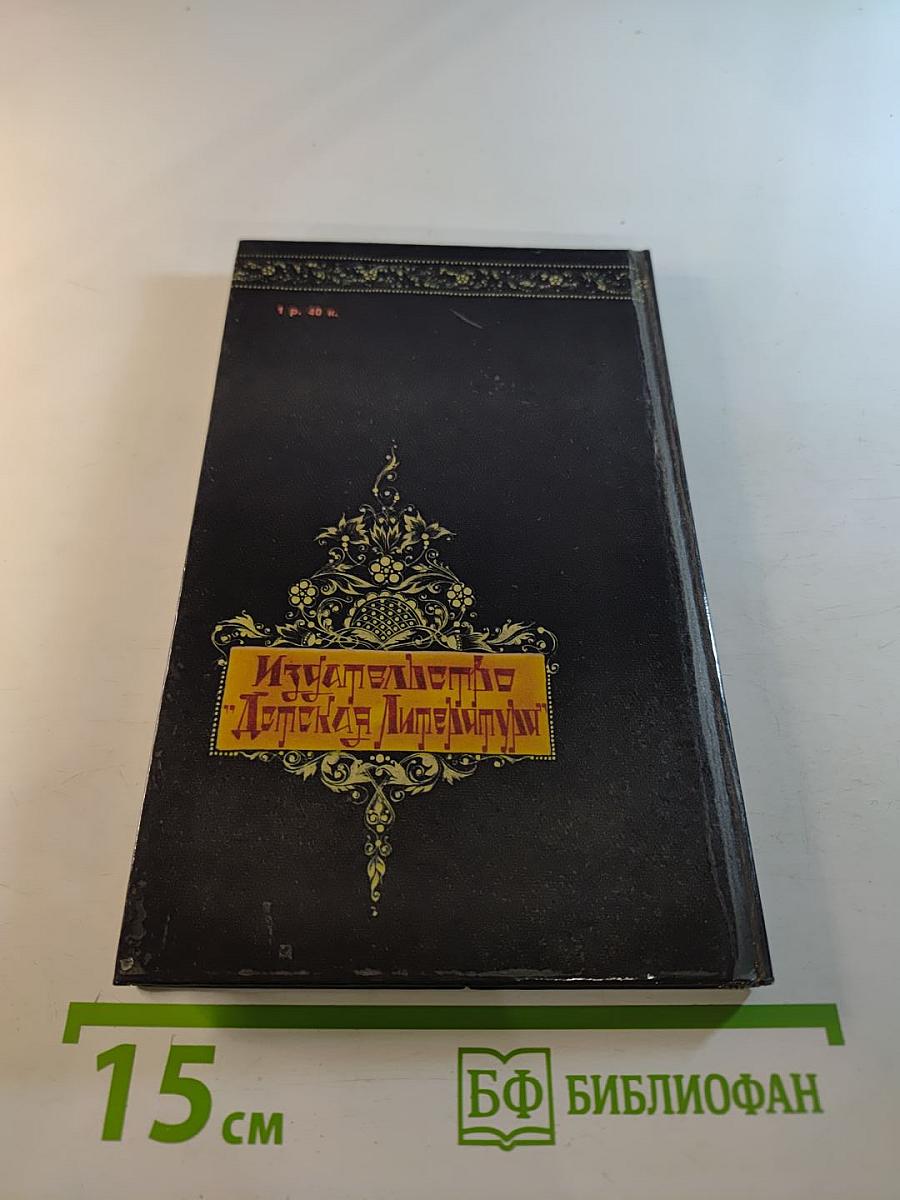 1 р. 40 к.
Издательство
"Детская Литература"
15 см
БФ БИБЛИОФАН